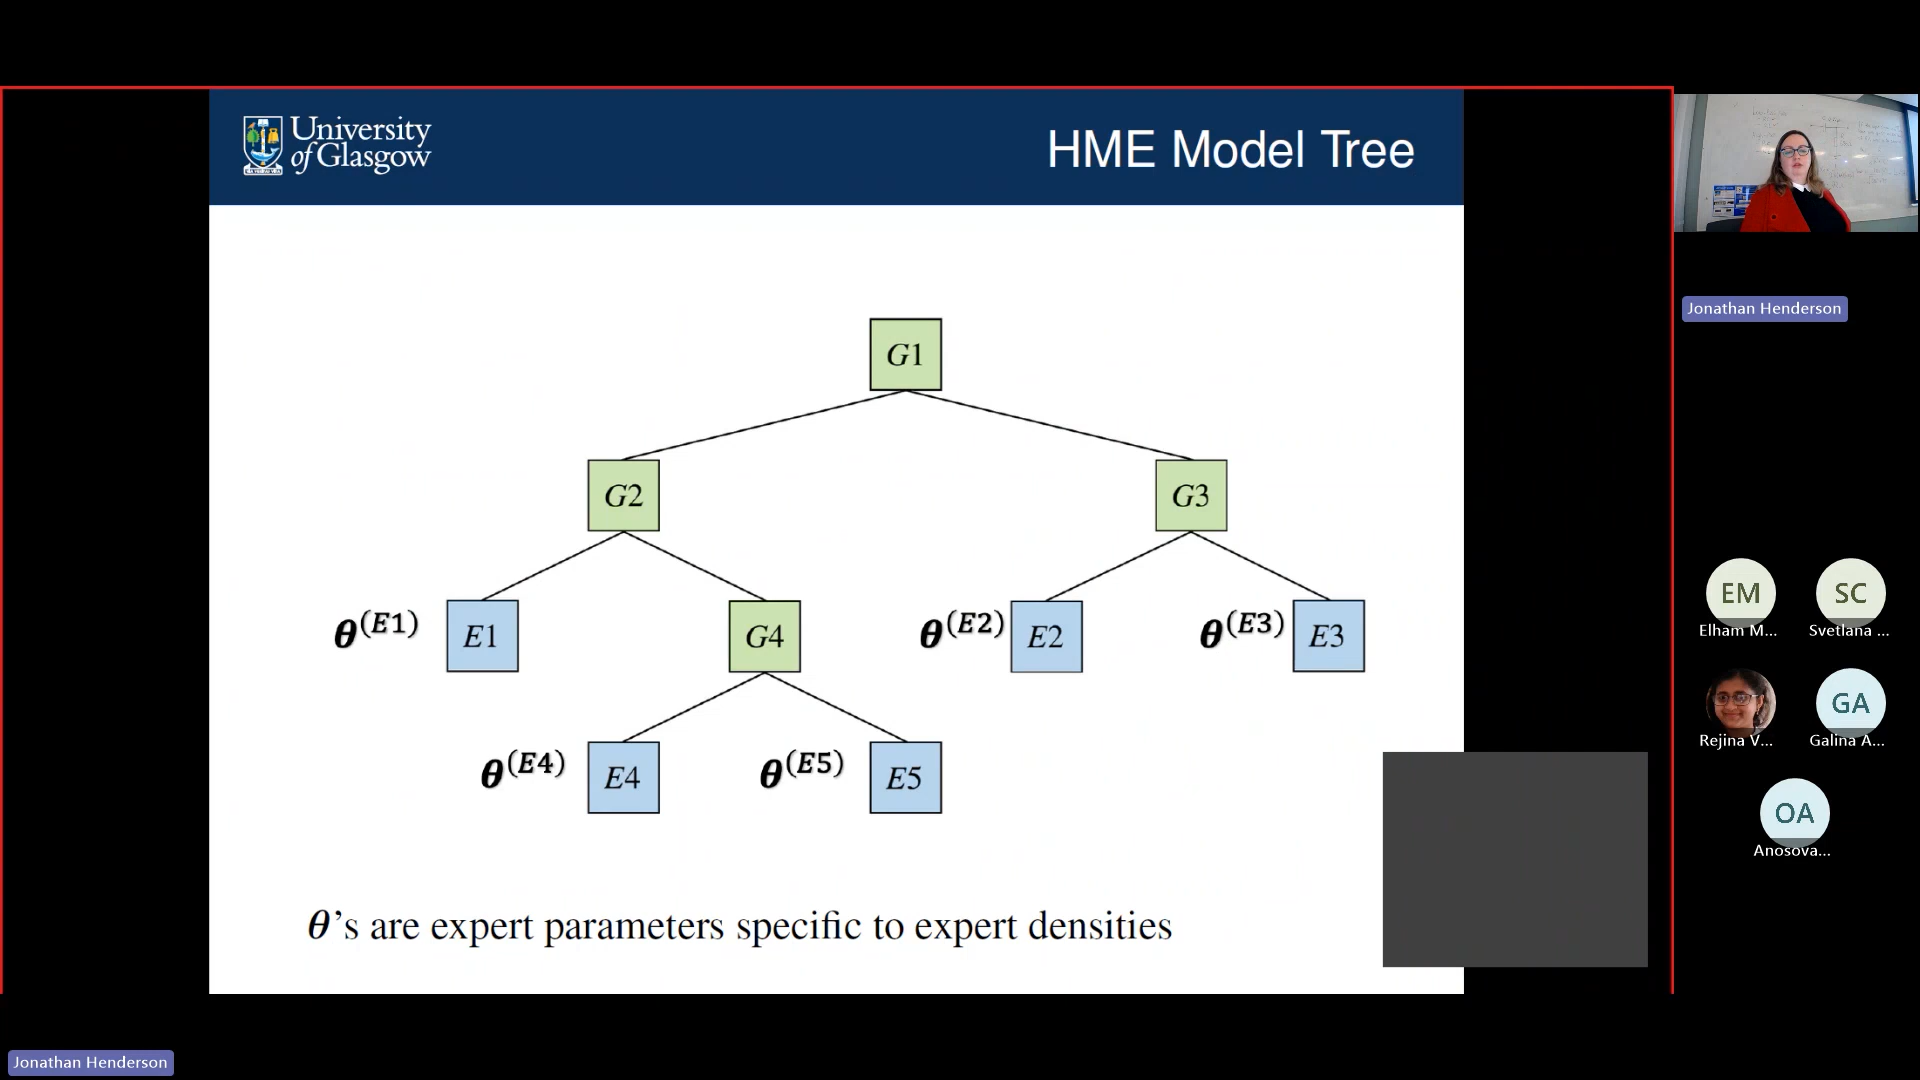 University
of Glasgow
HME Model Tree
G1
G2
G3
θ^(E1)
E1
G4
θ^(E2)
E2
θ^(E3)
E3
θ^(E4)
E4
θ^(E5)
E5
θ's are expert parameters specific to expert densities
Jonathan Henderson
EM
SC
Elham M...
Svetlana ...
GA
Rejina V...
Galina A...
OA
Anosova...
Jonathan Henderson